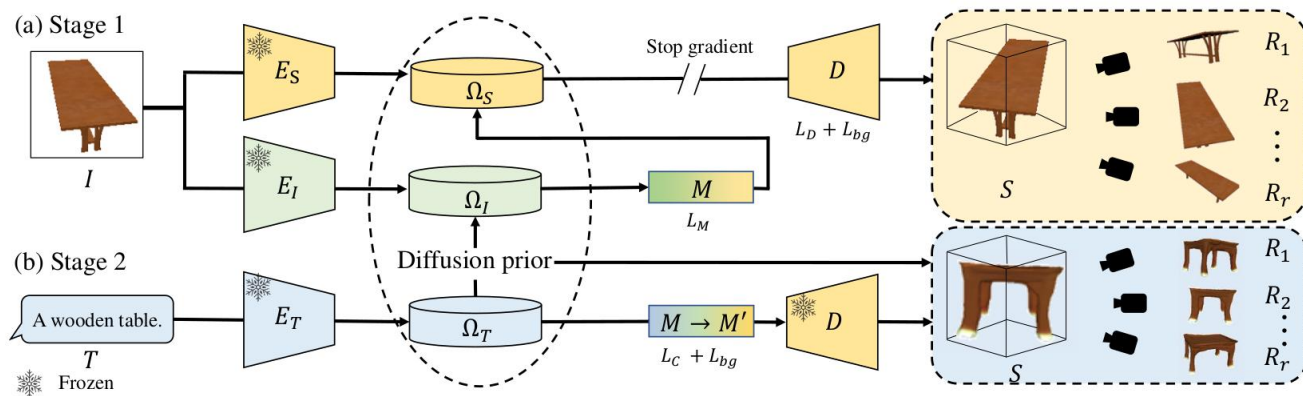 (a) Stage 1
I
E_S
Ω_S
Stop gradient
D
L_D + L_bg
S
R_1
R_2
⋮
R_r
E_I
Ω_I
M
L_M
(b) Stage 2
Diffusion prior
A wooden table.
T
E_T
Ω_T
M → M′
L_C + L_bg
D
S
R_1
R_2
⋮
R_r
Frozen